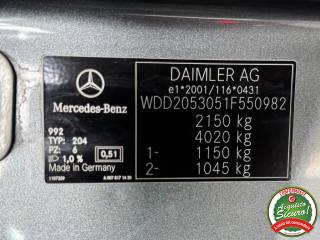 Mercedes-Benz
992
TYP: 204
PZ: 6
1,0 % 0,51
Made in Germany
DAIMLER AG
e1*2001/116*0431
WDD2053051F550982
2150 kg
4020 kg
1- 1150 kg
2- 1045 kg
Acquisto
Sicuro!